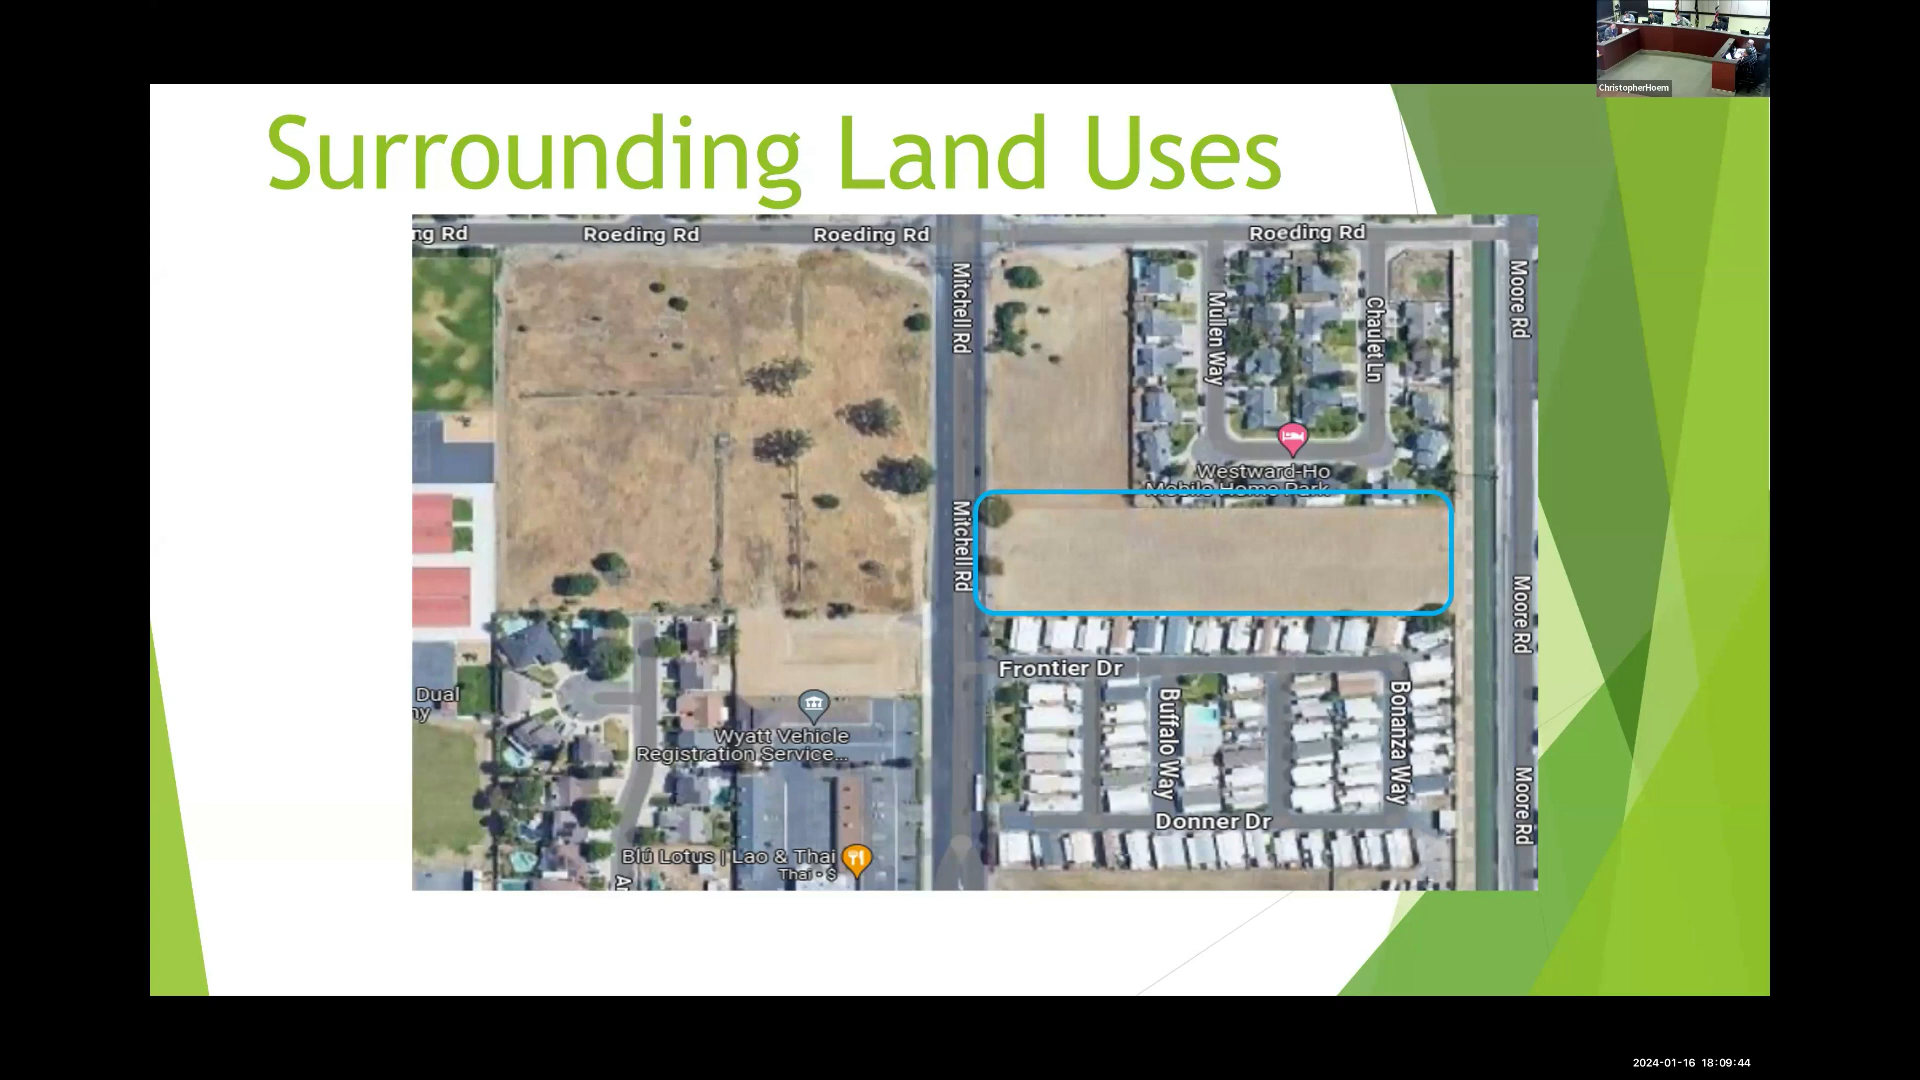 ChristopherHoem
Surrounding Land Uses
ng Rd
Roeding Rd
Roeding Rd
Roeding Rd
Mitchell Rd
Mullen Way
Chaulet Ln
Moore Rd
Westward-Ho
Mobile Home Park
Mitchell Rd
Moore Rd
Frontier Dr
Buffalo Way
Bonanza Way
Dual
ny
Wyatt Vehicle
Registration Service...
Moore Rd
Donner Dr
Blú Lotus | Lao & Thai
Thai • $
2024-01-16 18:09:44